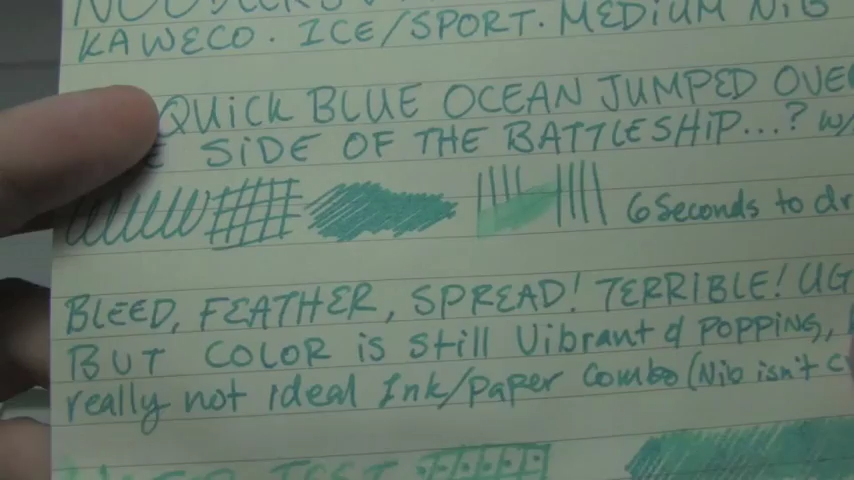 KAWECO. ICE/SPORT. MEDIUM NIB
QUICK BLUE OCEAN JUMPED
SIDE OF THE BATTLESHIP...? w/
6 Seconds to
BLEED, FEATHER, SPREAD! TERRIBLE!
BUT COLOR is still Vibrant & POPPING,
really not ideal Ink/Paper Combo (Nib isn't